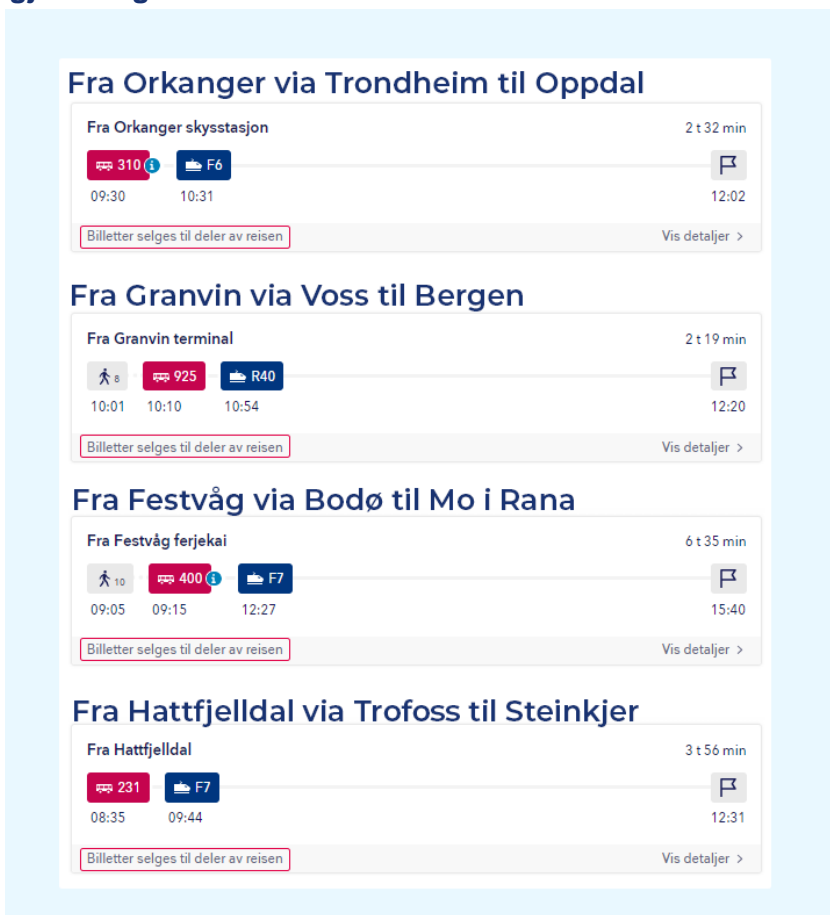 Fra Orkanger via Trondheim til Oppdal
Fra Orkanger skysstasjon 2 t 32 min
310 i F6
09:30 10:31 12:02
Billetter selges til deler av reisen Vis detaljer >
Fra Granvin via Voss til Bergen
Fra Granvin terminal 2 t 19 min
8 925 R40
10:01 10:10 10:54 12:20
Billetter selges til deler av reisen Vis detaljer >
Fra Festvåg via Bodø til Mo i Rana
Fra Festvåg ferjekai 6 t 35 min
10 400 i F7
09:05 09:15 12:27 15:40
Billetter selges til deler av reisen Vis detaljer >
Fra Hattfjelldal via Trofoss til Steinkjer
Fra Hattfjelldal 3 t 56 min
231 F7
08:35 09:44 12:31
Billetter selges til deler av reisen Vis detaljer >